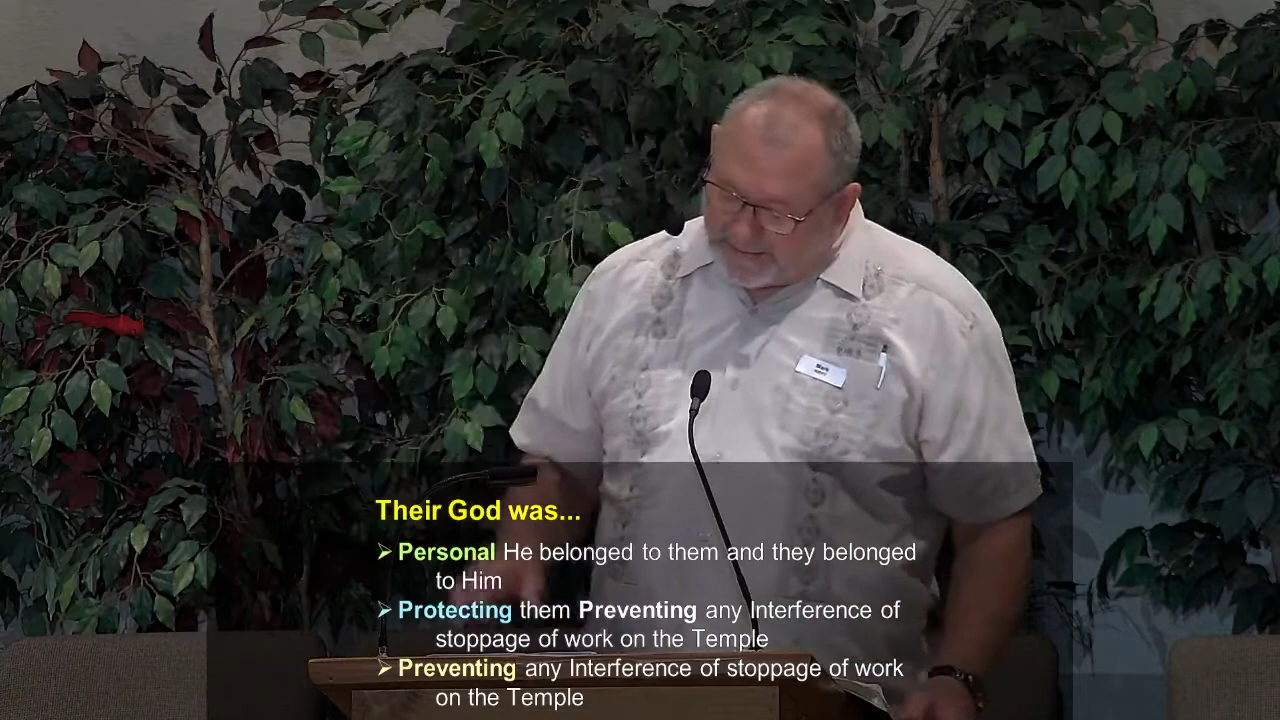 Mark
Their God was...
➢ Personal He belonged to them and they belonged
to Him
➢ Protecting them Preventing any Interference of
stoppage of work on the Temple
➢ Preventing any Interference of stoppage of work
on the Temple